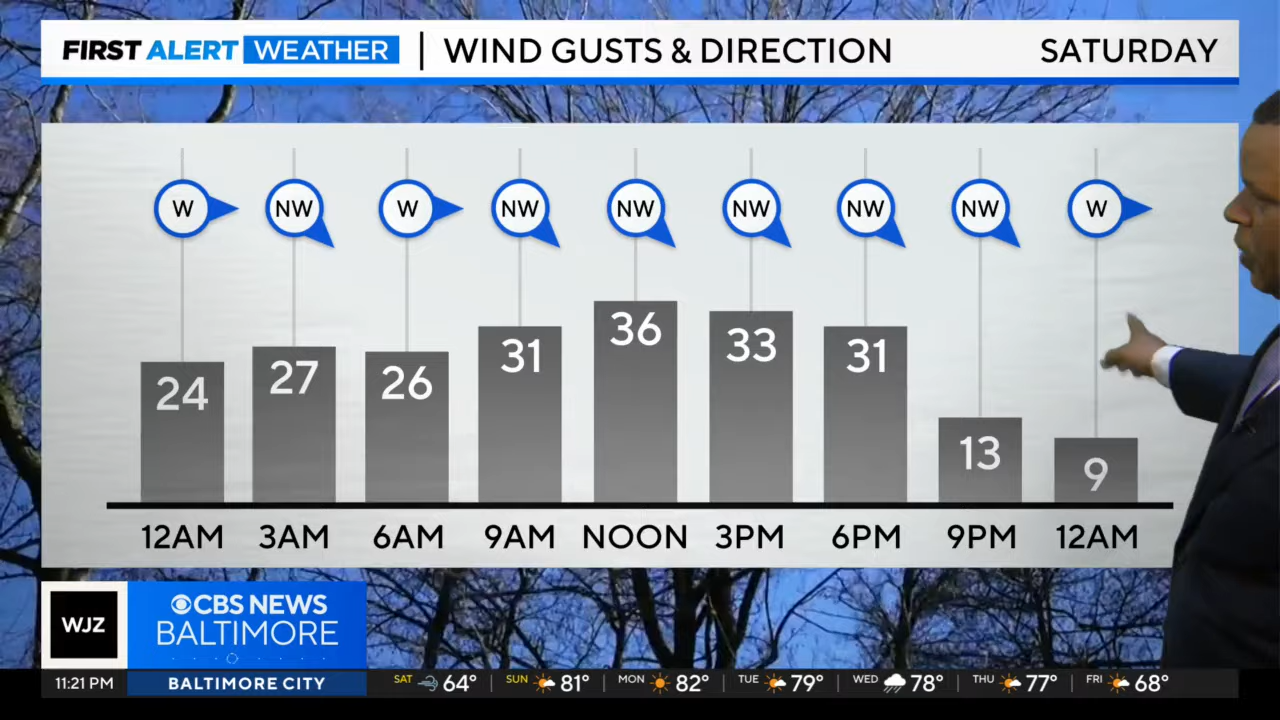 FIRST ALERT WEATHER | WIND GUSTS & DIRECTION SATURDAY
W NW W NW NW NW NW NW W
24 27 26 31 36 33 31 13 9
12AM 3AM 6AM 9AM NOON 3PM 6PM 9PM 12AM
WJZ
CBS NEWS
BALTIMORE
11:21 PM
BALTIMORE CITY
SAT 64° SUN 81° MON 82° TUE 79° WED 78° THU 77° FRI 68°